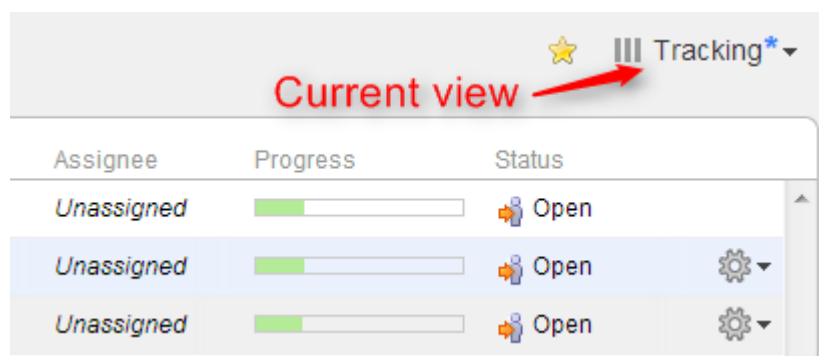 Tracking*
Current view
Assignee Progress Status
Unassigned Open
Unassigned Open
Unassigned Open